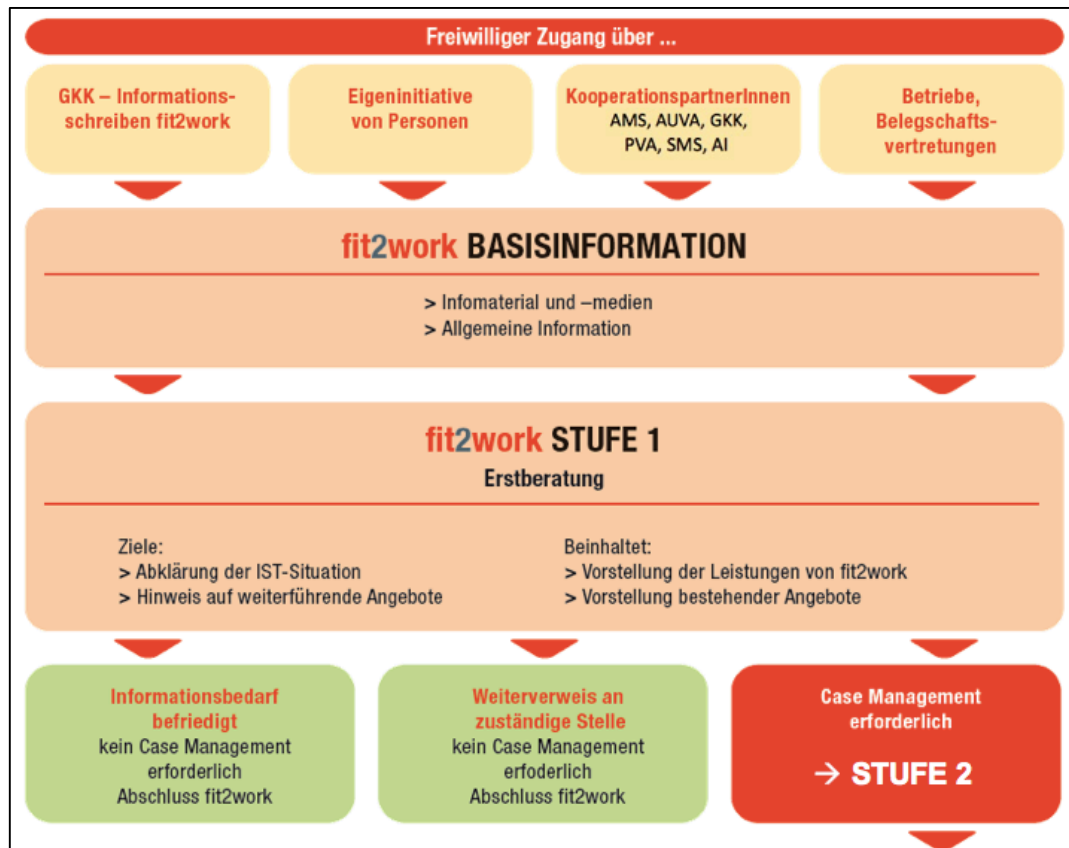 Freiwilliger Zugang über ...
GKK – Informations-
schreiben fit2work
Eigeninitiative
von Personen
KooperationspartnerInnen
AMS, AUVA, GKK,
PVA, SMS, AI
Betriebe,
Belegschafts-
vertretungen
fit2work BASISINFORMATION
> Infomaterial und –medien
> Allgemeine Information
fit2work STUFE 1
Erstberatung
Ziele:
> Abklärung der IST-Situation
> Hinweis auf weiterführende Angebote
Beinhaltet:
> Vorstellung der Leistungen von fit2work
> Vorstellung bestehender Angebote
Informationsbedarf
befriedigt
kein Case Management
erforderlich
Abschluss fit2work
Weiterverweis an
zuständige Stelle
kein Case Management
erfoderlich
Abschluss fit2work
Case Management
erforderlich
→ STUFE 2